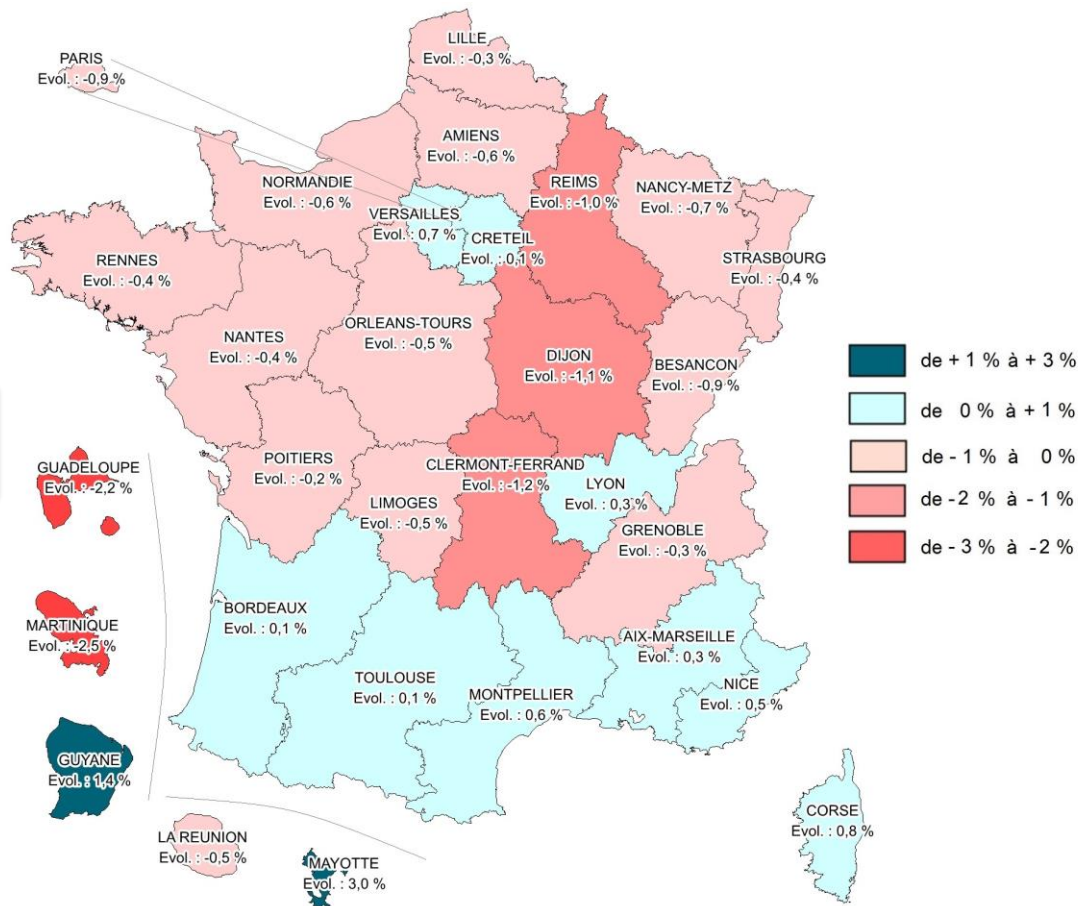 LILLE
Evol. : -0,3 %
PARIS
Evol. : -0,9 %
AMIENS
Evol. : -0,6 %
REIMS
Evol. : -1,0 %
NORMANDIE
Evol. : -0,6 %
NANCY-METZ
Evol. : -0,7 %
VERSAILLES
Evol. : 0,7 %
CRETEIL
Evol. : 0,1 %
STRASBOURG
Evol. : -0,4 %
RENNES
Evol. : -0,4 %
NANTES
Evol. : -0,4 %
ORLEANS-TOURS
Evol. : -0,5 %
DIJON
Evol. : -1,1 %
BESANCON
Evol. : -0,9 %
de + 1 % à + 3 %
de 0 % à + 1 %
de - 1 % à 0 %
de - 2 % à - 1 %
de - 3 % à - 2 %
GUADELOUPE
Evol. : -2,2 %
POITIERS
Evol. : -0,2 %
CLERMONT-FERRAND
Evol. : -1,2 %
LYON
Evol. : 0,3 %
LIMOGES
Evol. : -0,5 %
GRENOBLE
Evol. : -0,3 %
MARTINIQUE
Evol. : -2,5 %
BORDEAUX
Evol. : 0,1 %
AIX-MARSEILLE
Evol. : 0,3 %
TOULOUSE
Evol. : 0,1 %
MONTPELLIER
Evol. : 0,6 %
NICE
Evol. : 0,5 %
GUYANE
Evol. : 1,4 %
CORSE
Evol. : 0,8 %
LA REUNION
Evol. : -0,5 %
MAYOTTE
Evol. : 3,0 %